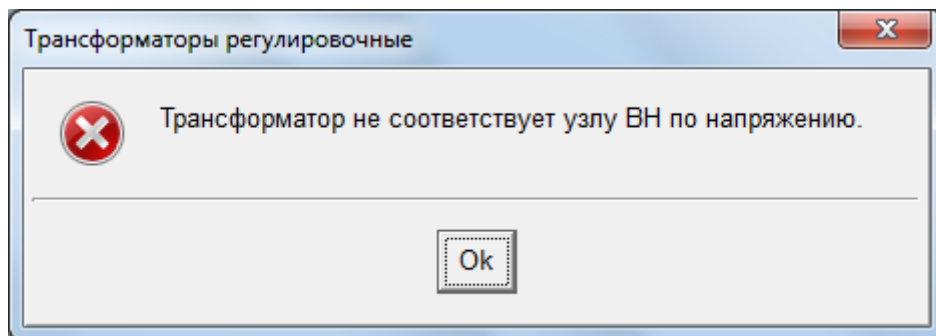 Трансформаторы регулировочные
Трансформатор не соответствует узлу ВН по напряжению.
Ok